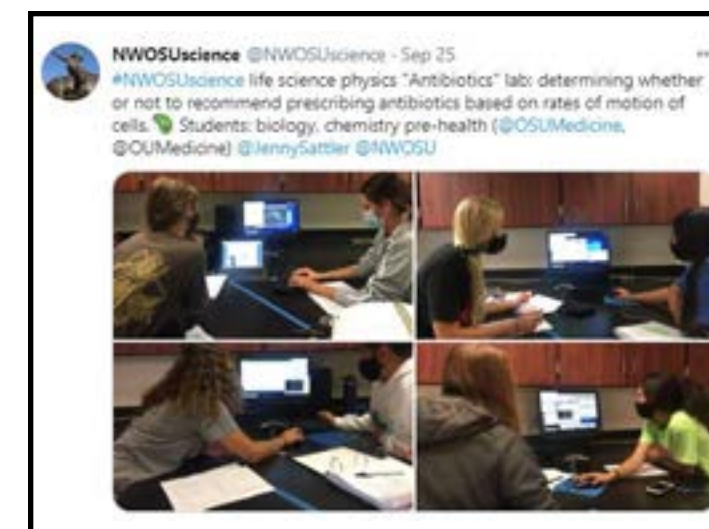 NWOSUscience @NWOSUscience - Sep 25
#NWOSUscience life science physics "Antibiotics" lab: determining whether
or not to recommend prescribing antibiotics based on rates of motion of
cells. Students: biology, chemistry pre-health (@OSUMedicine,
@OUMedicine) @JennySattler @NWOSU